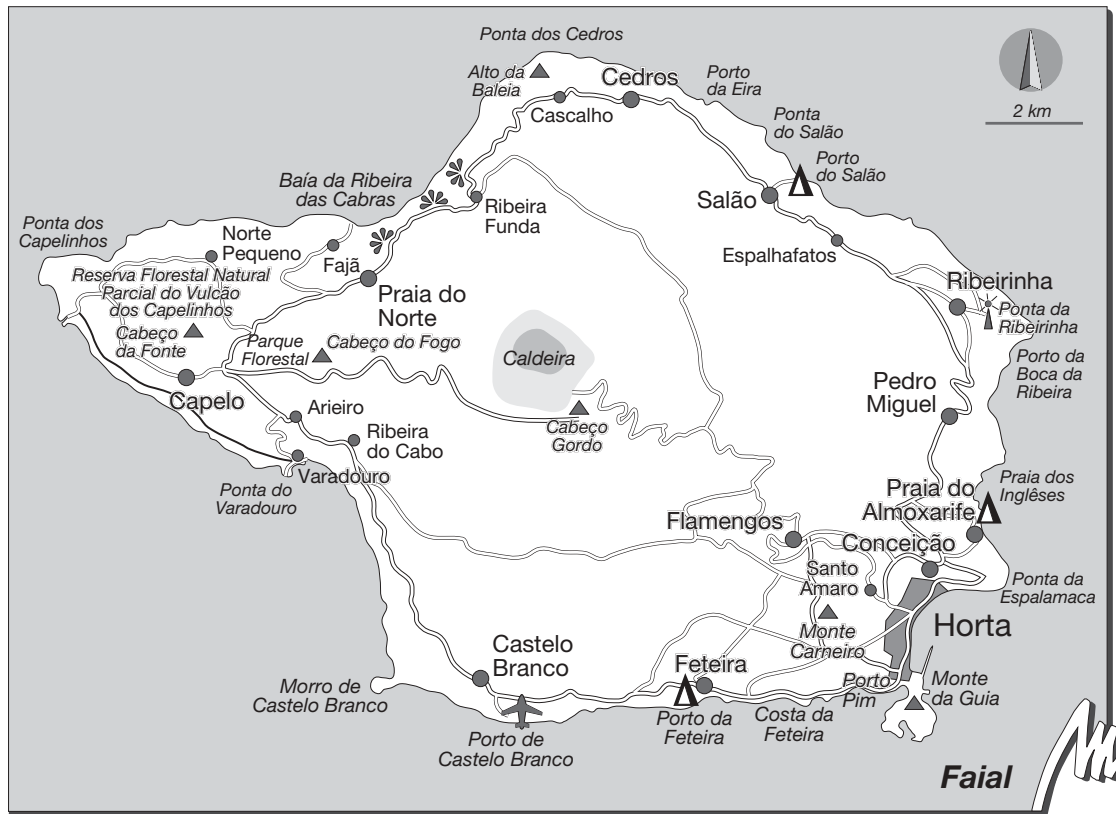 Ponta dos Cedros
Alto da
Baleia
Cedros
Porto
da Eira
Cascalho
2 km
Ponta
do Salão
Porto
do Salão
Baía da Ribeira
das Cabras
Salão
Ribeira
Funda
Ponta dos
Capelinhos
Norte
Pequeno
Espalhafatos
Fajã
Reserva Florestal Natural
Parcial do Vulcão
dos Capelinhos
Ribeirinha
Praia do
Norte
Ponta da
Ribeirinha
Cabeço
da Fonte
Parque
Florestal
Cabeço do Fogo
Caldeira
Porto da
Boca da
Ribeira
Capelo
Pedro
Miguel
Arieiro
Cabeço
Gordo
Ribeira
do Cabo
Varadouro
Ponta do
Varadouro
Praia dos
Inglêses
Praia do
Almoxarife
Flamengos
Conceição
Santo
Amaro
Ponta da
Espalamaca
Horta
Monte
Carneiro
Castelo
Branco
Feteira
Porto
Pim
Monte
da Guia
Morro de
Castelo Branco
Porto da
Feteira
Costa da
Feteira
Porto de
Castelo Branco
Faial